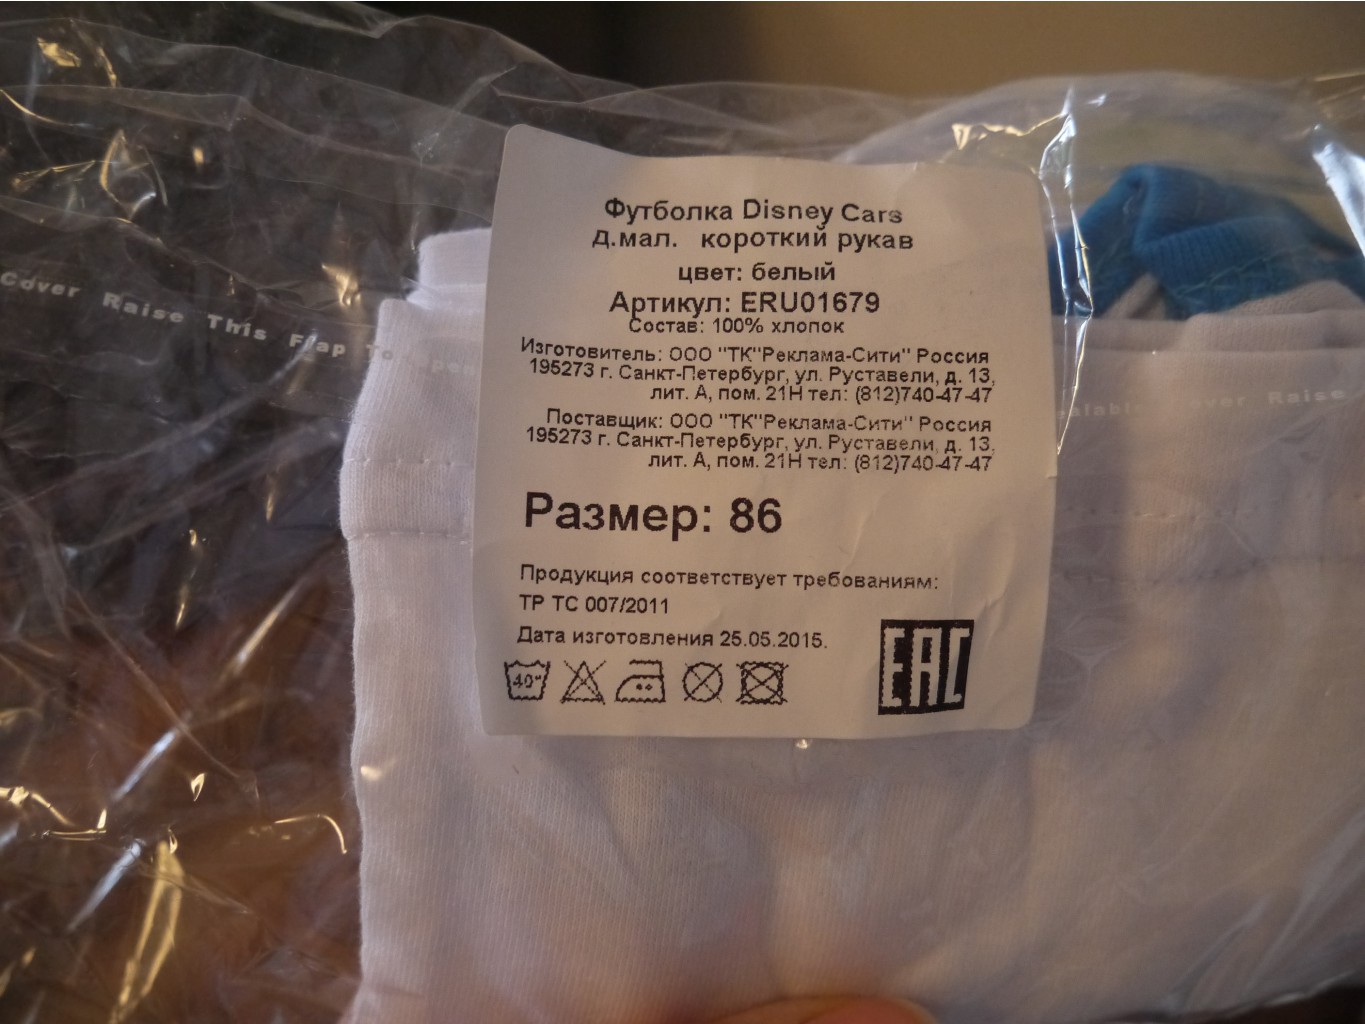 Cover Raise This Flap To
Cover Raise
Футболка Disney Cars
д.мал. короткий рукав
цвет: белый
Артикул: ERU01679
Состав: 100% хлопок
Изготовитель: ООО "ТК"Реклама-Сити" Россия
195273 г. Санкт-Петербург, ул. Руставели, д. 13,
лит. А, пом. 21Н тел: (812)740-47-47
Поставщик: ООО "ТК"Реклама-Сити" Россия
195273 г. Санкт-Петербург, ул. Руставели, д. 13,
лит. А, пом. 21Н тел: (812)740-47-47
Размер: 86
Продукция соответствует требованиям:
ТР ТС 007/2011
Дата изготовления 25.05.2015.
40°
EAC